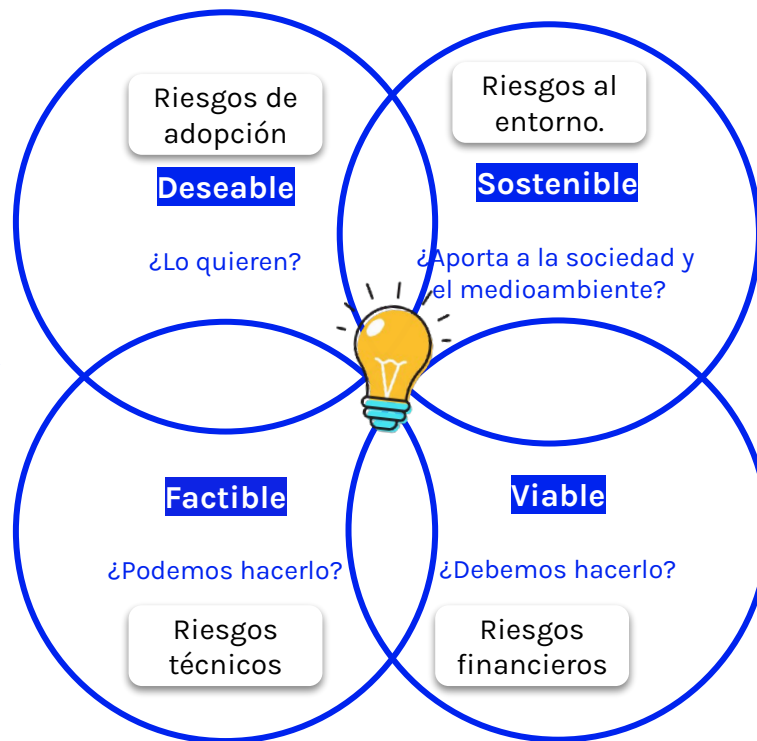 Riesgos de
adopción
Deseable
¿Lo quieren?
Riesgos al
entorno.
Sostenible
¿Aporta a la sociedad y
el medioambiente?
Factible
¿Podemos hacerlo?
Riesgos
técnicos
Viable
¿Debemos hacerlo?
Riesgos
financieros